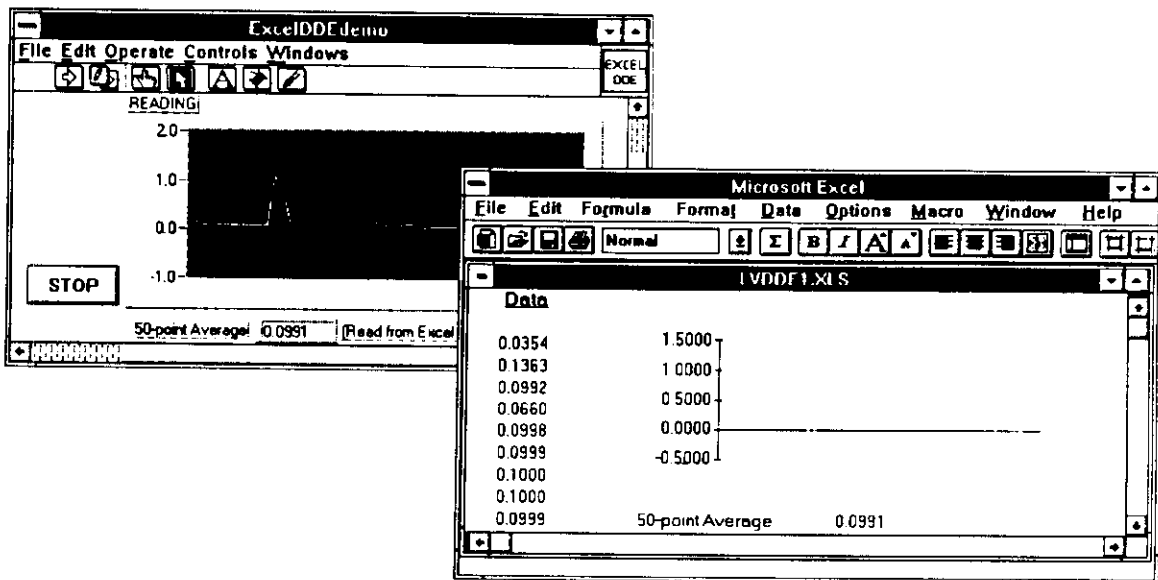 ExcelDDEdemo
File Edit Operate Controls Windows
EXCEL
DDE
READING
2.0
1.0
0.0
-1.0
STOP
50-point Average 0.0991 Read from Excel
Microsoft Excel
File Edit Formula Format Data Options Macro Window Help
Normal Σ B I A A
LVDDE1.XLS
Data
0.0354
0.1363
0.0992
0.0660
0.0998
0.0999
0.1000
0.1000
0.0999
1.5000
1.0000
0.5000
0.0000
-0.5000
50-point Average 0.0991